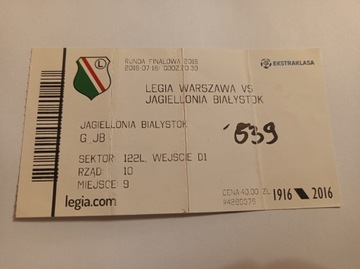 RUNDA FINAŁOWA 2016
EKSTRAKLASA
LEGIA WARSZAWA VS
JAGIELLONIA BIAŁYSTOK
L
JAGIELLONIA BIAŁYSTOK
G JB
639
SEKTOR: 122L, WEJŚCIE D1
RZĄD: 10
MIEJSCE: 9
legia.com
CENA: 40.00 ZŁ
1916 2016